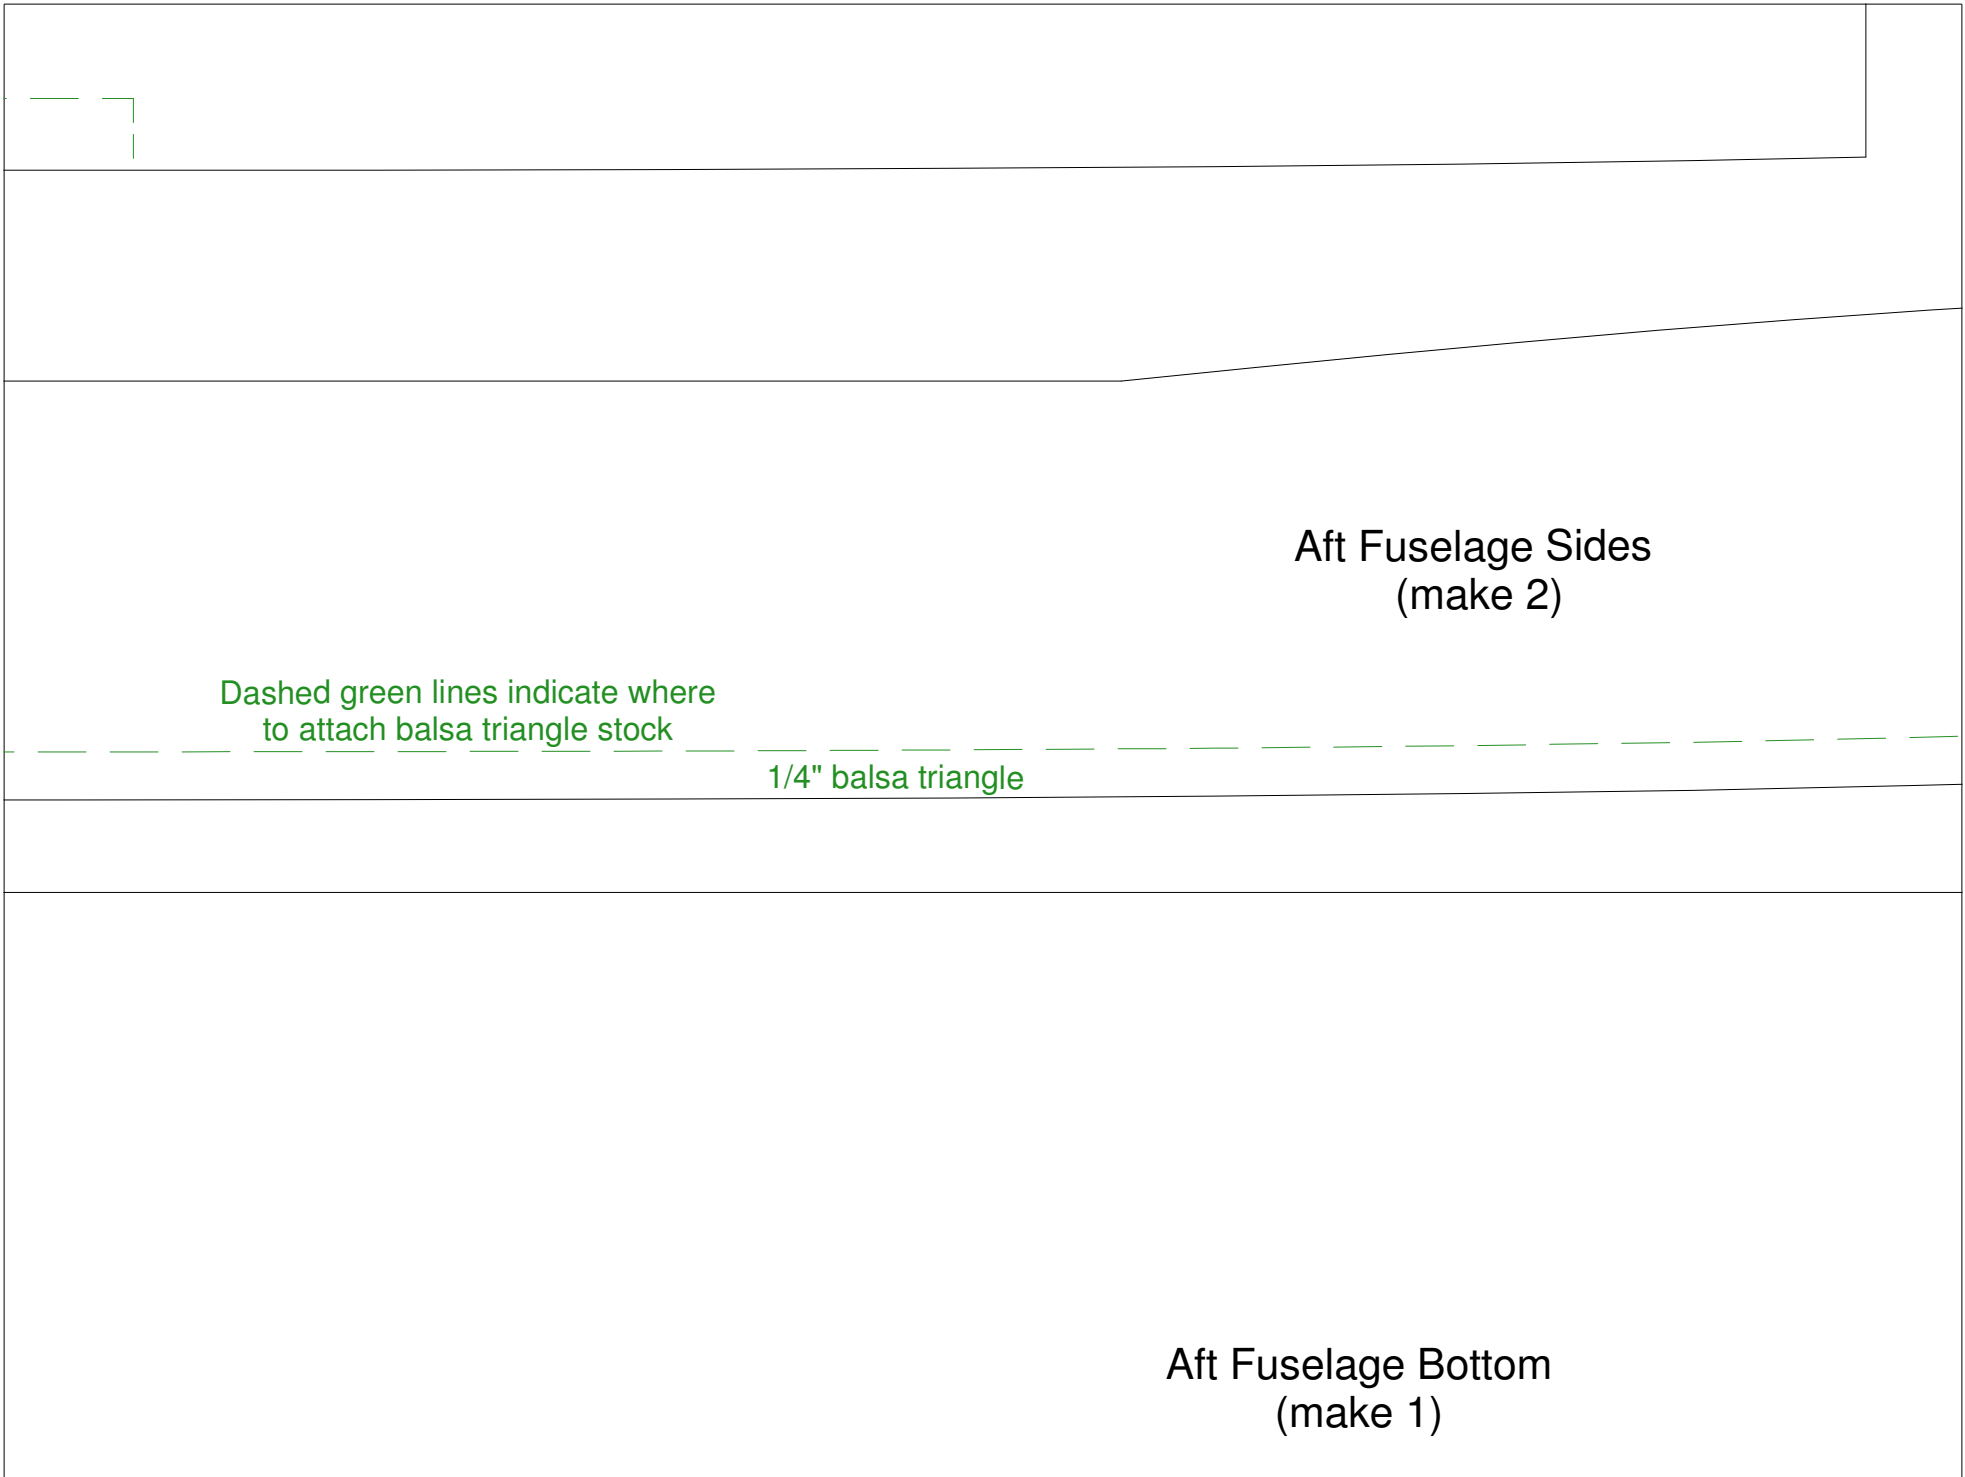 Aft Fuselage Sides
(make 2)
Dashed green lines indicate where
to attach balsa triangle stock
1/4" balsa triangle
Aft Fuselage Bottom
(make 1)